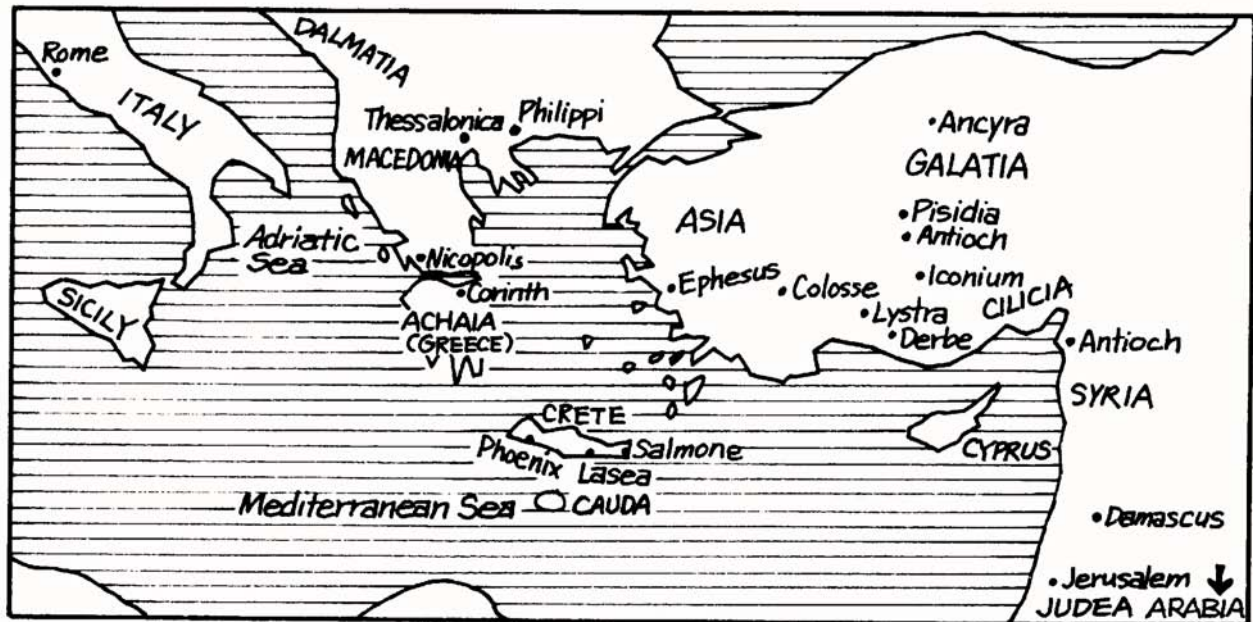 Rome
ITALY
DALMATIA
Thessalonica
Philippi
MACEDONIA
Ancyra
GALATIA
ASIA
Pisidia
Antioch
Adriatic
Sea
Nicopolis
Corinth
Ephesus
Colosse
Iconium
CILICIA
Lystra
Derbe
SICILY
ACHAIA
(GREECE)
Antioch
SYRIA
CRETE
Phoenix
Lasea
Salmone
CYPRUS
Mediterranean Sea
CAUDA
Damascus
Jerusalem
JUDEA ARABIA